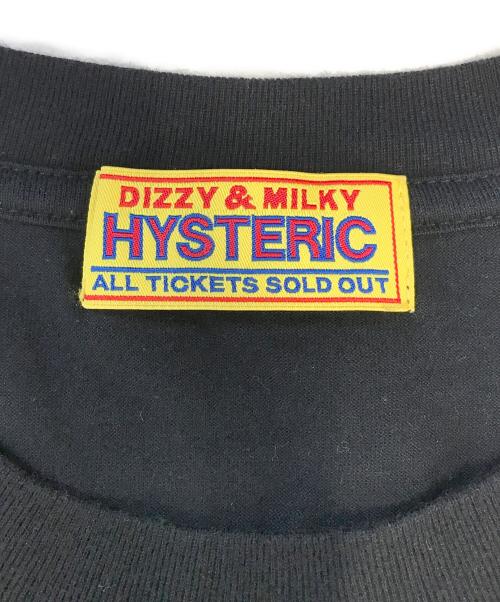 DIZZY & MILKY
HYSTERIC
ALL TICKETS SOLD OUT